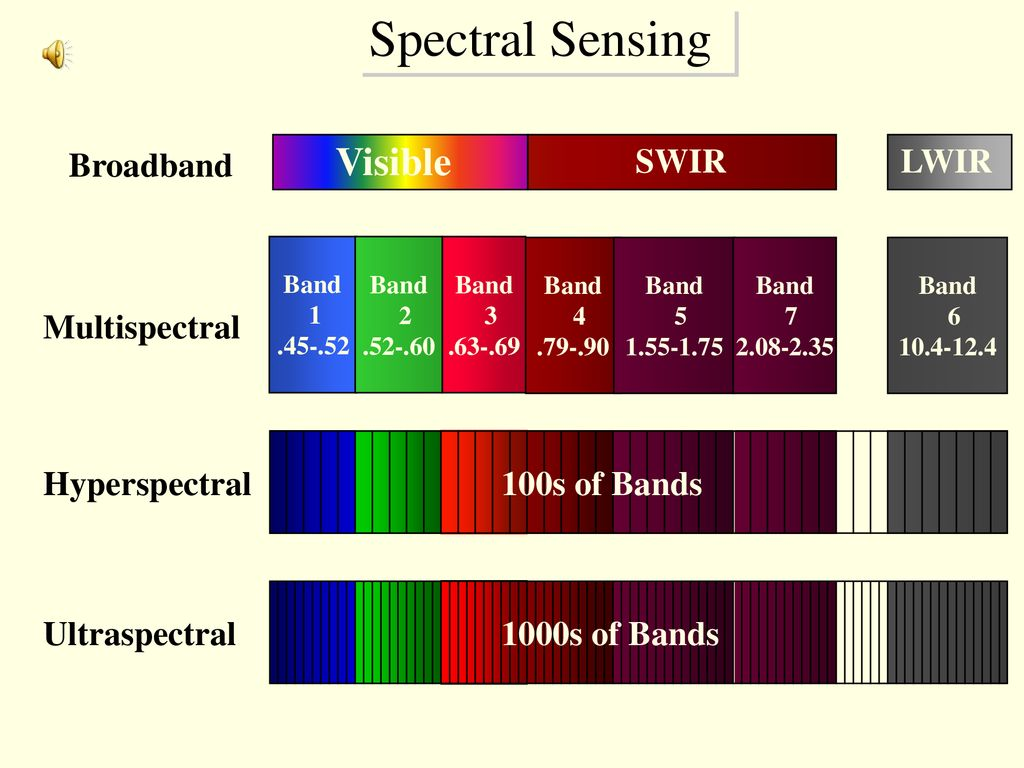 Spectral Sensing
Broadband Visible SWIR LWIR
Multispectral
Band 1 .45-.52
Band 2 .52-.60
Band 3 .63-.69
Band 4 .79-.90
Band 5 1.55-1.75
Band 7 2.08-2.35
Band 6 10.4-12.4
Hyperspectral 100s of Bands
Ultraspectral 1000s of Bands